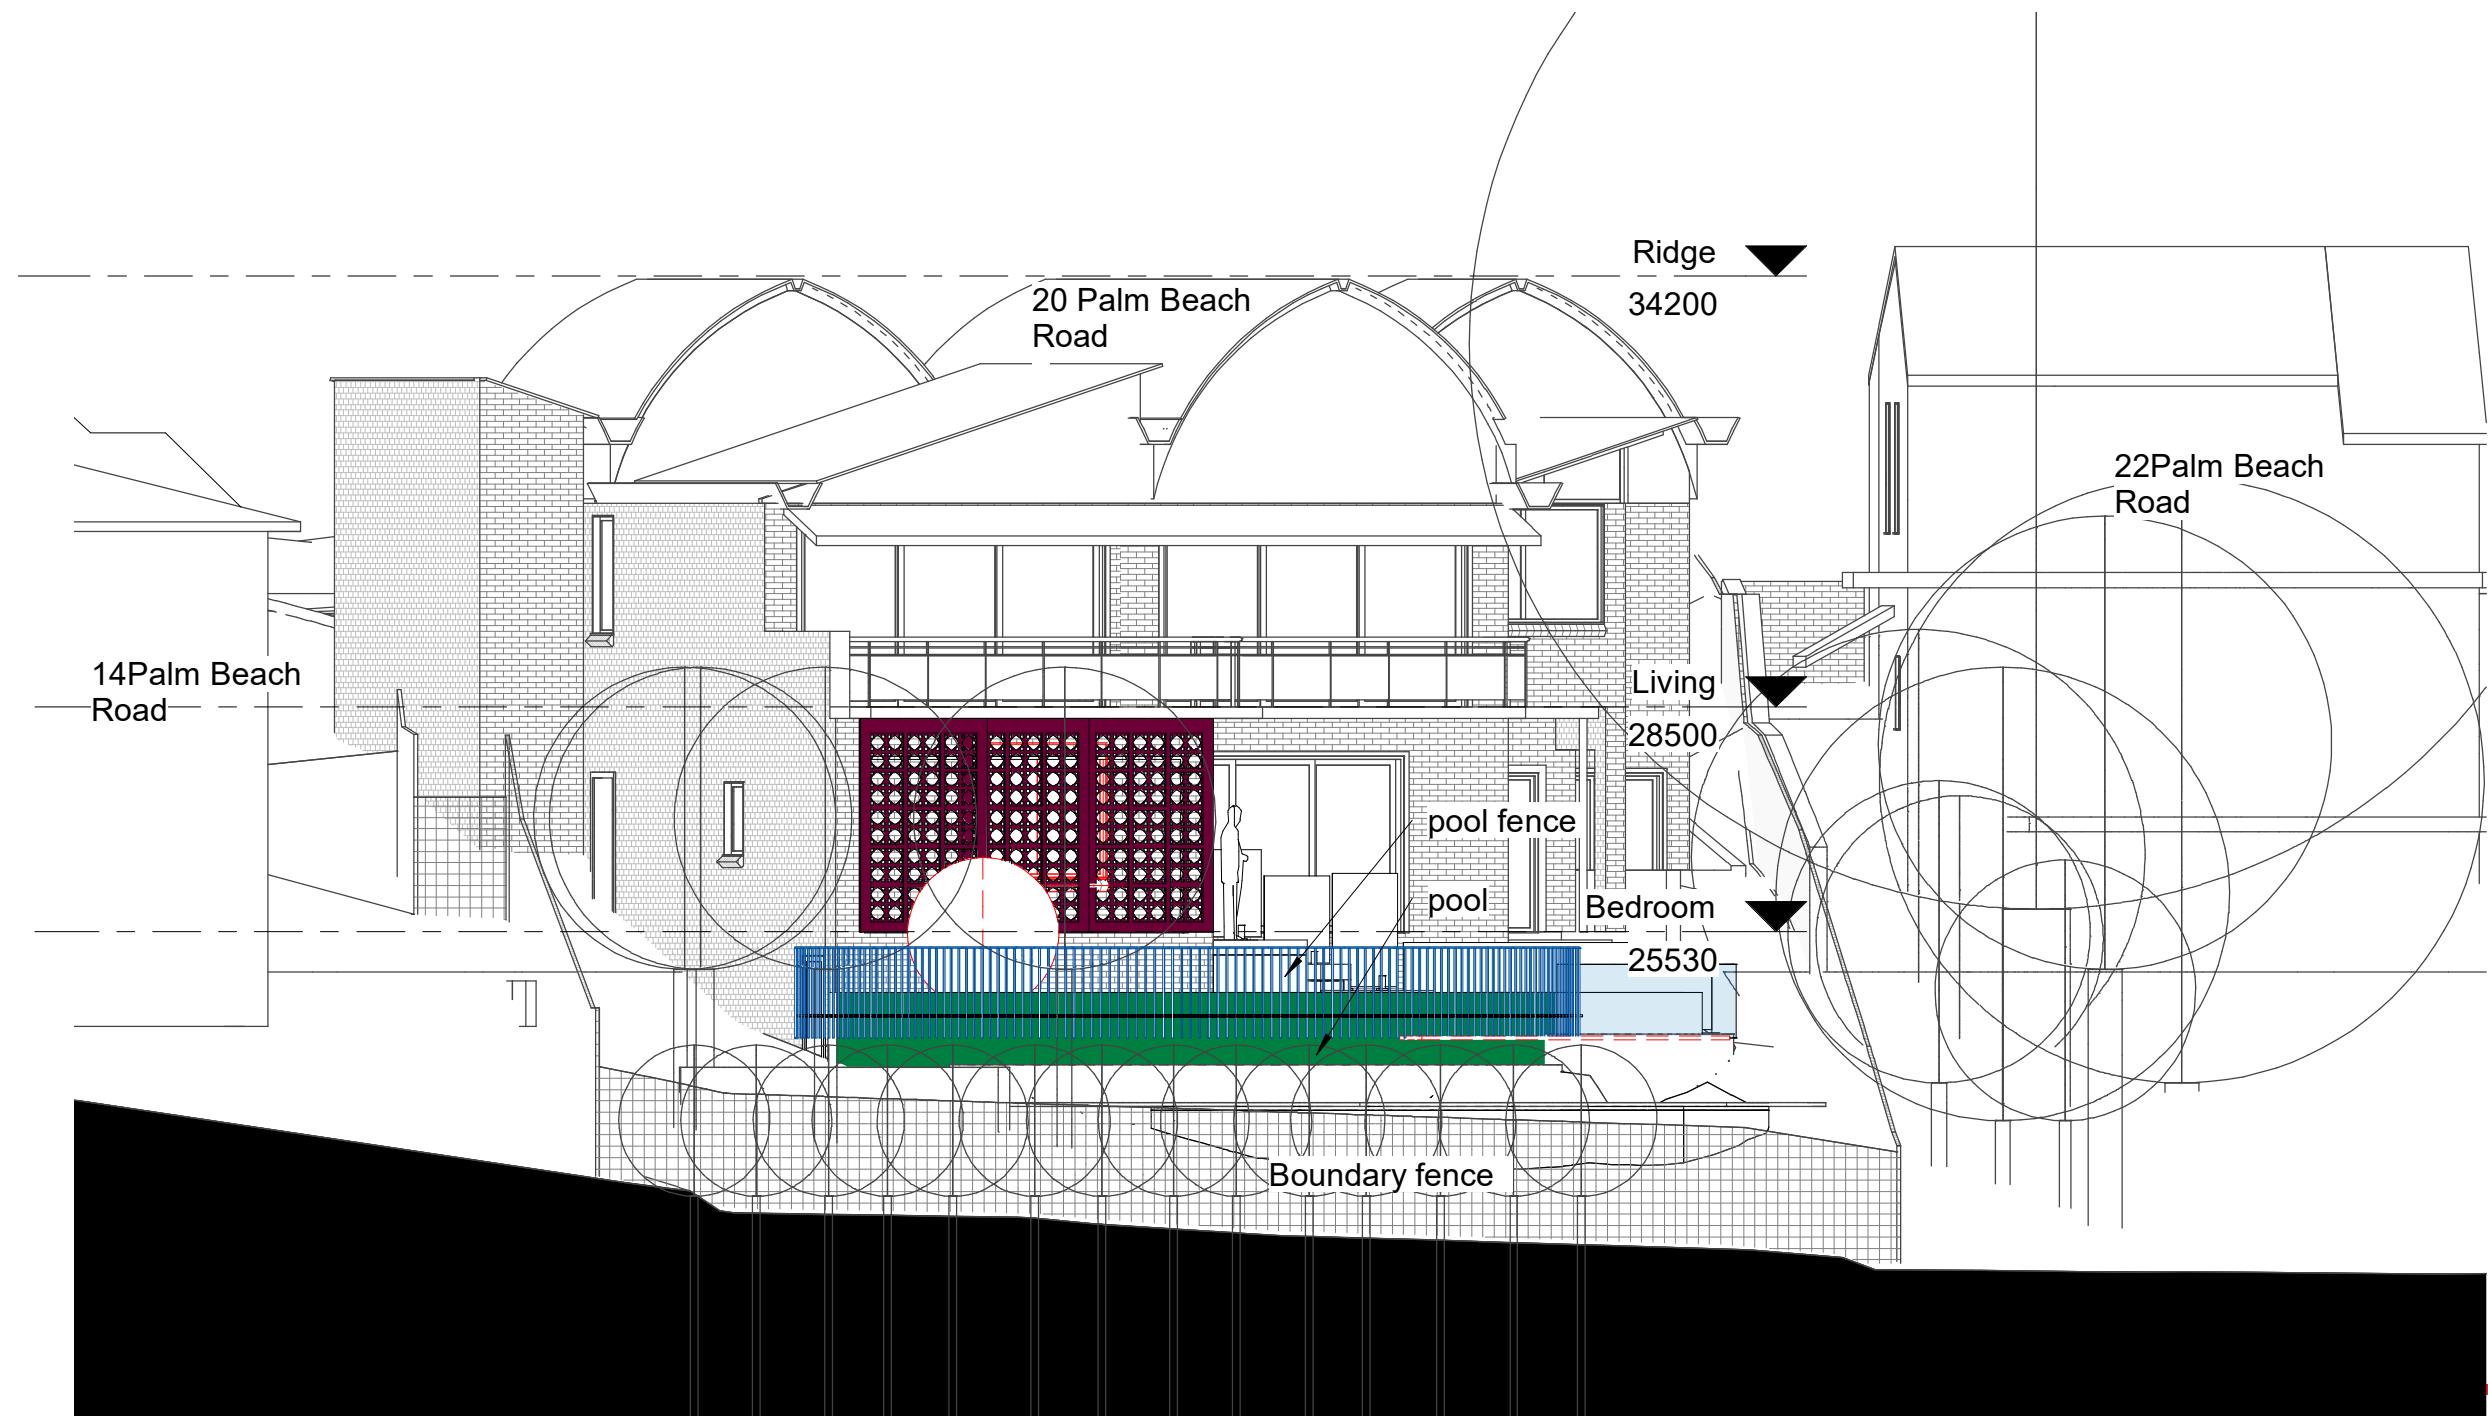 Ridge
34200
20 Palm Beach
Road
22Palm Beach
Road
14Palm Beach
Road
Living
28500
pool fence
pool
Bedroom
25530
Boundary fence